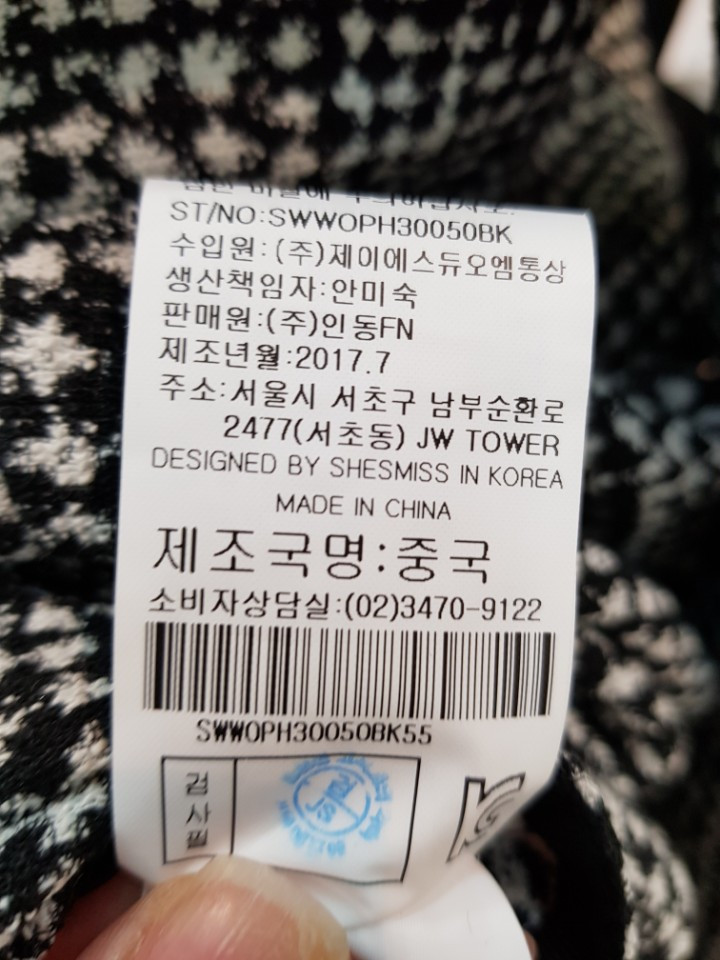 ST/NO:SWWOPH30050BK
수입원:(주)제이에스듀오엠통상
생산책임자:안미숙
판매원:(주)인동FN
제조년월:2017.7
주소:서울시 서초구 남부순환로
2477(서초동) JW TOWER
DESIGNED BY SHESMISS IN KOREA
MADE IN CHINA
제조국명:중국
소비자상담실:(02)3470-9122
SWWOPH30050BK55
검사필
JS